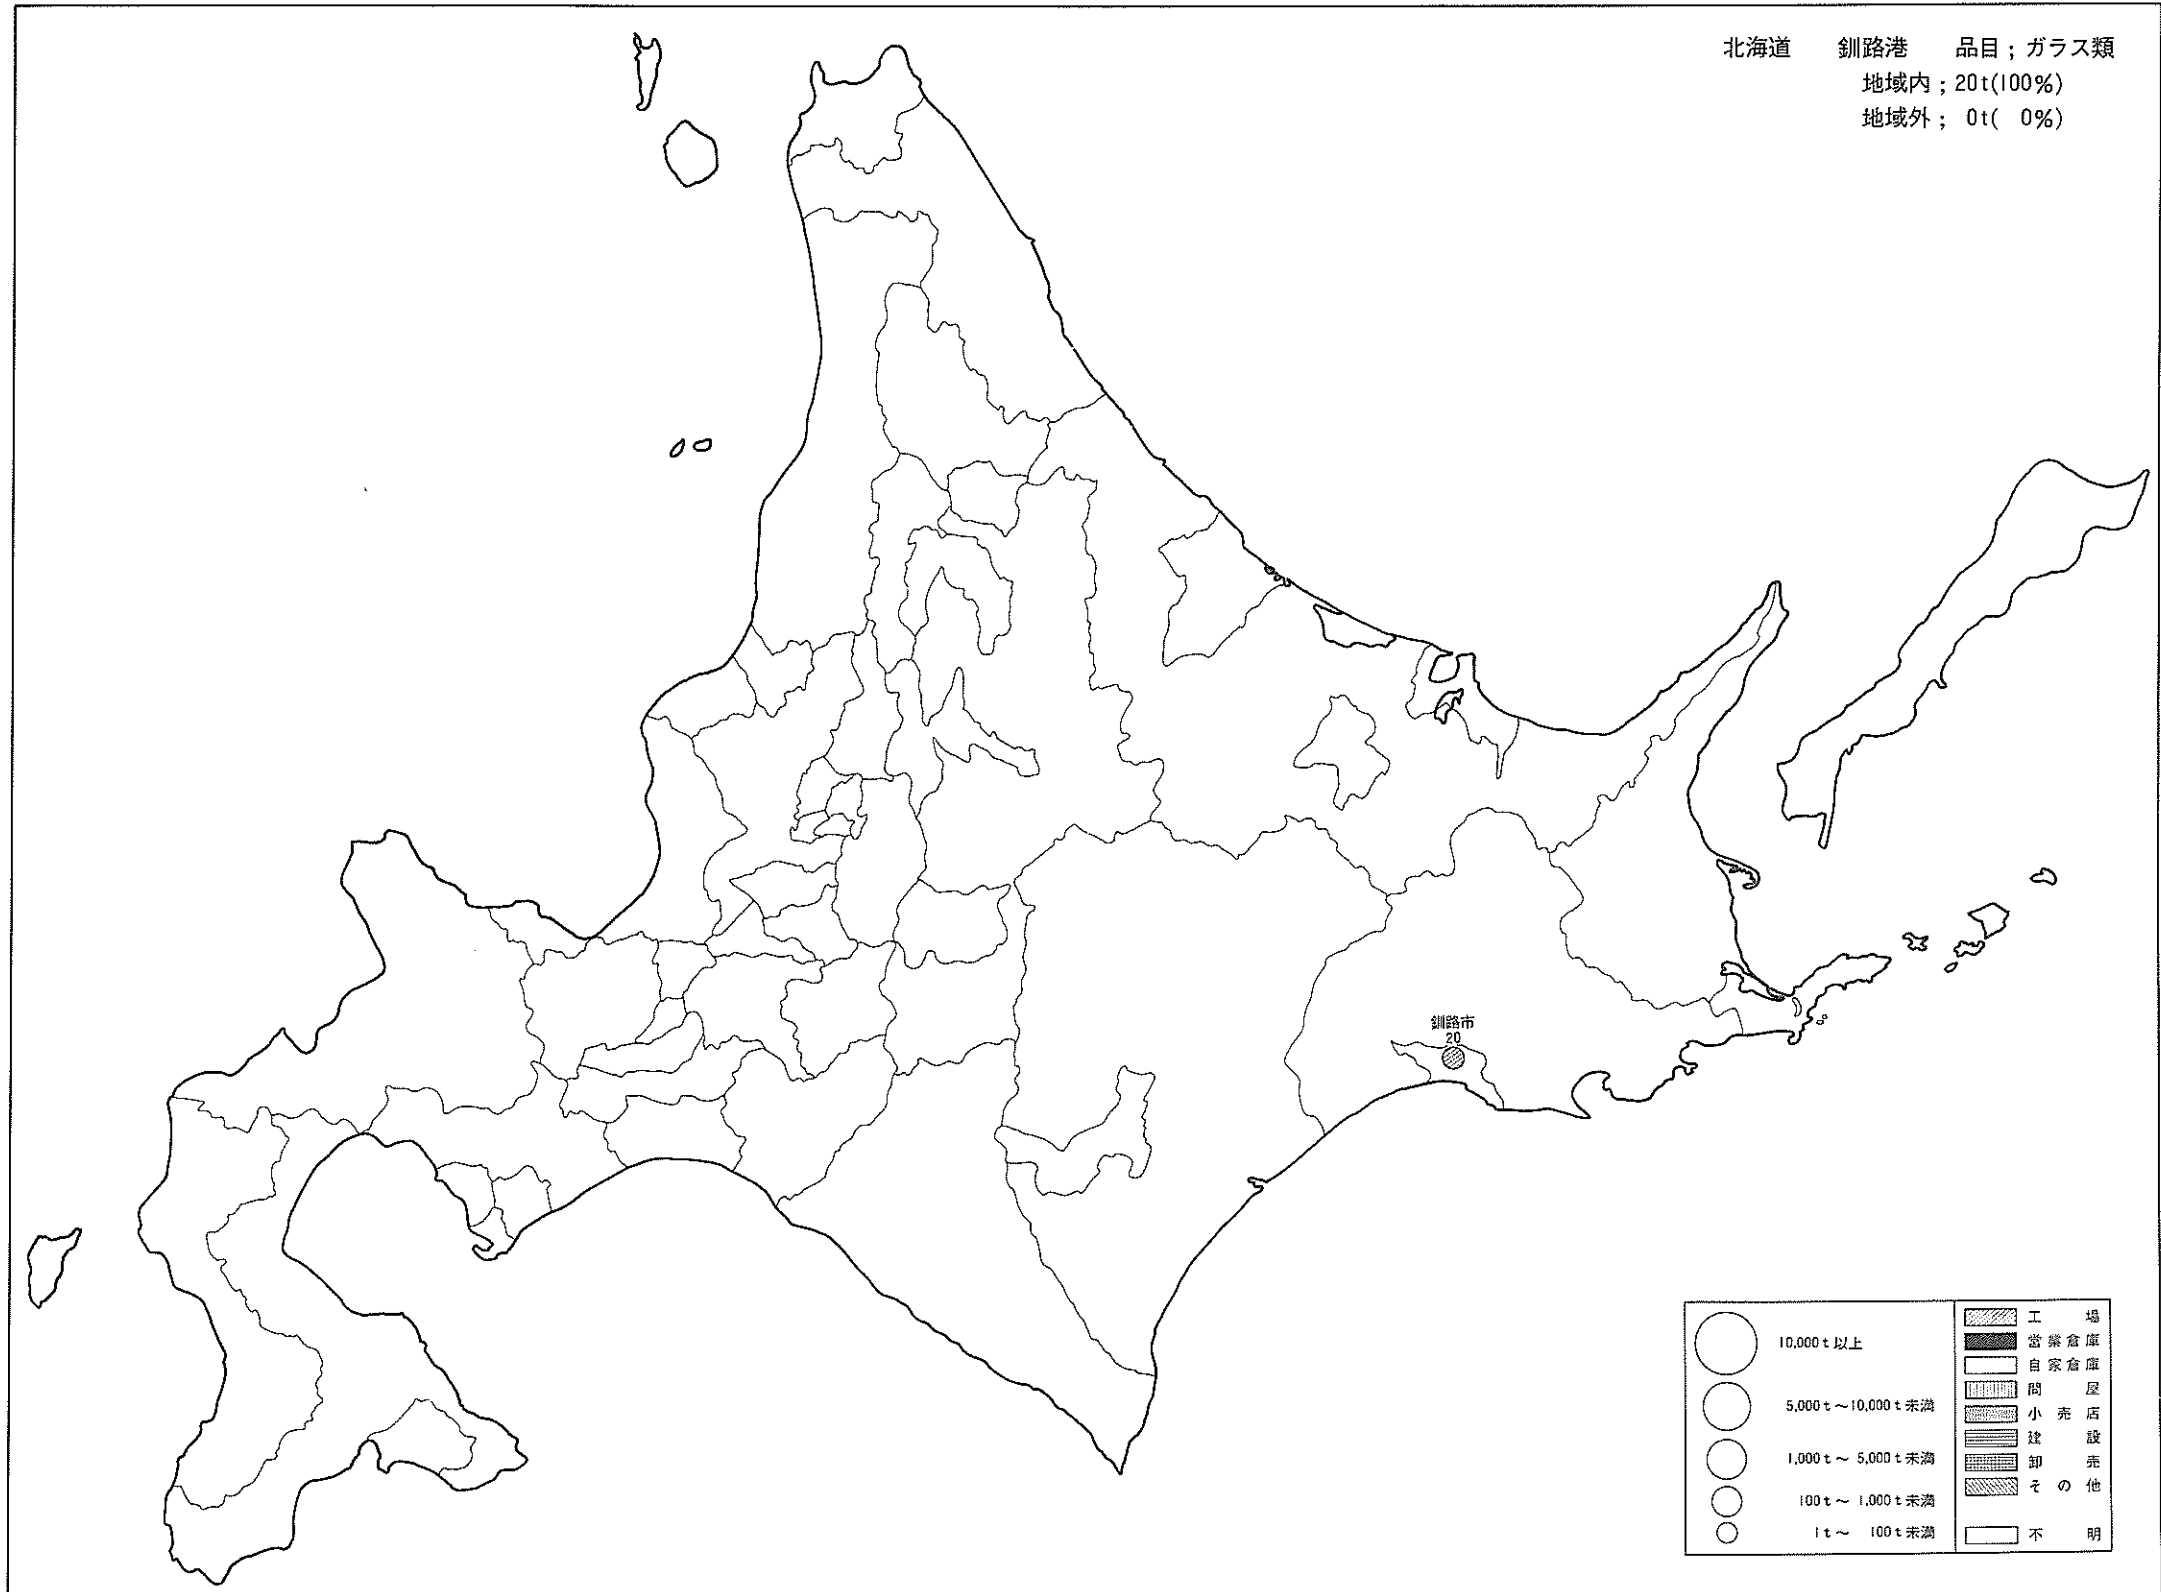 北海道 釧路港 品目；ガラス類
地域内；20t(100%)
地域外； 0t( 0%)
釧路市
20
10,000t以上
5,000t～10,000t未満
1,000t～ 5,000t未満
100t～ 1,000t未満
1t～ 100t未満
工場
営業倉庫
自家倉庫
問屋
小売店
建設
卸売
その他
不明